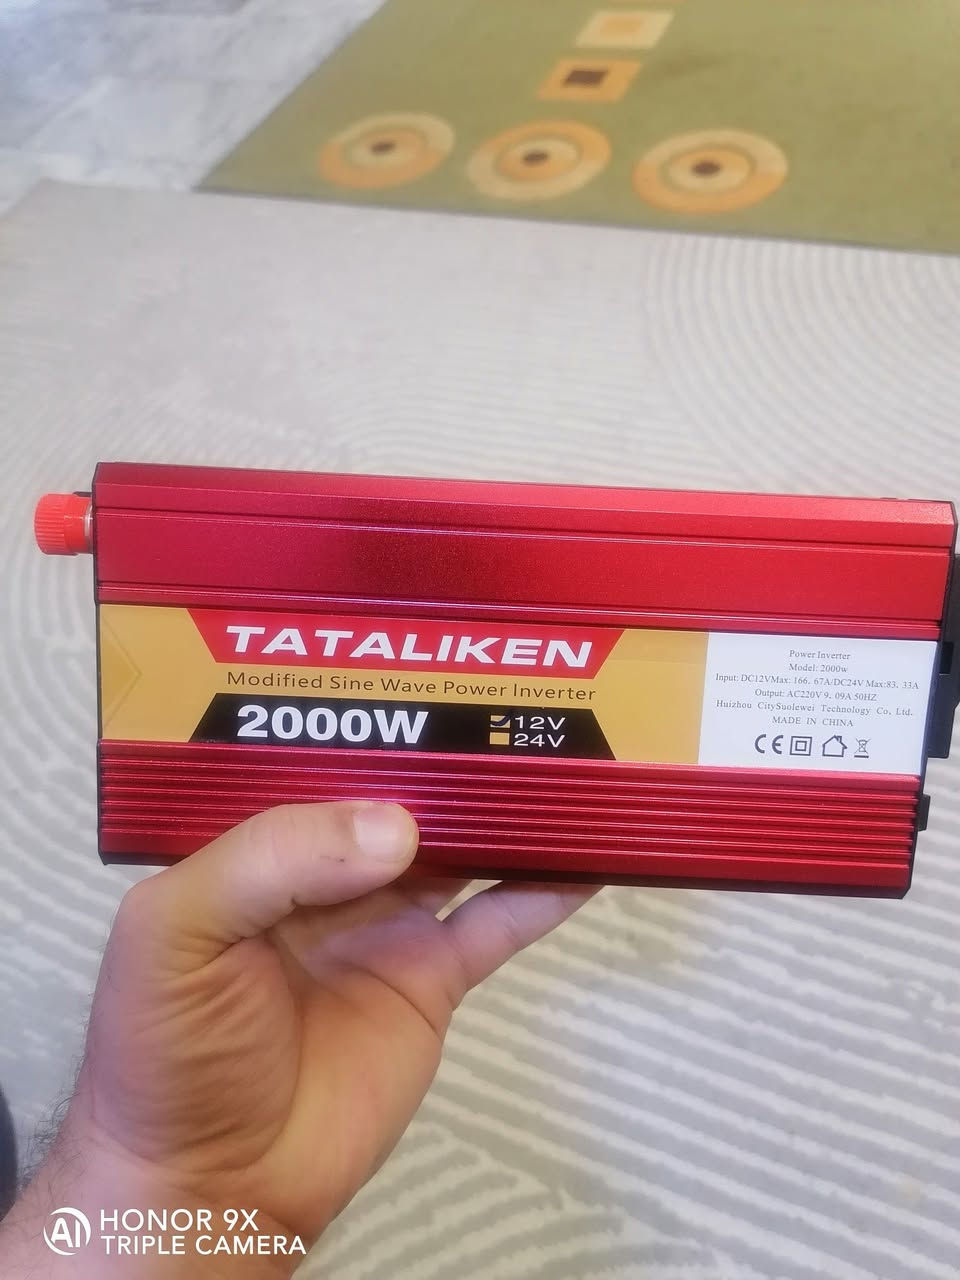 TATALIKEN
Modified Sine Wave Power Inverter
2000W
12V
24V
Power Inverter
Model: 2000w
Input: DC12VMax: 166. 67A/DC24V Max:83. 33A
Output: AC220V 9. 09A 50HZ
Huizhou CitySuolewei Technology Co, Ltd.
MADE IN CHINA
CE
AI HONOR 9X
TRIPLE CAMERA